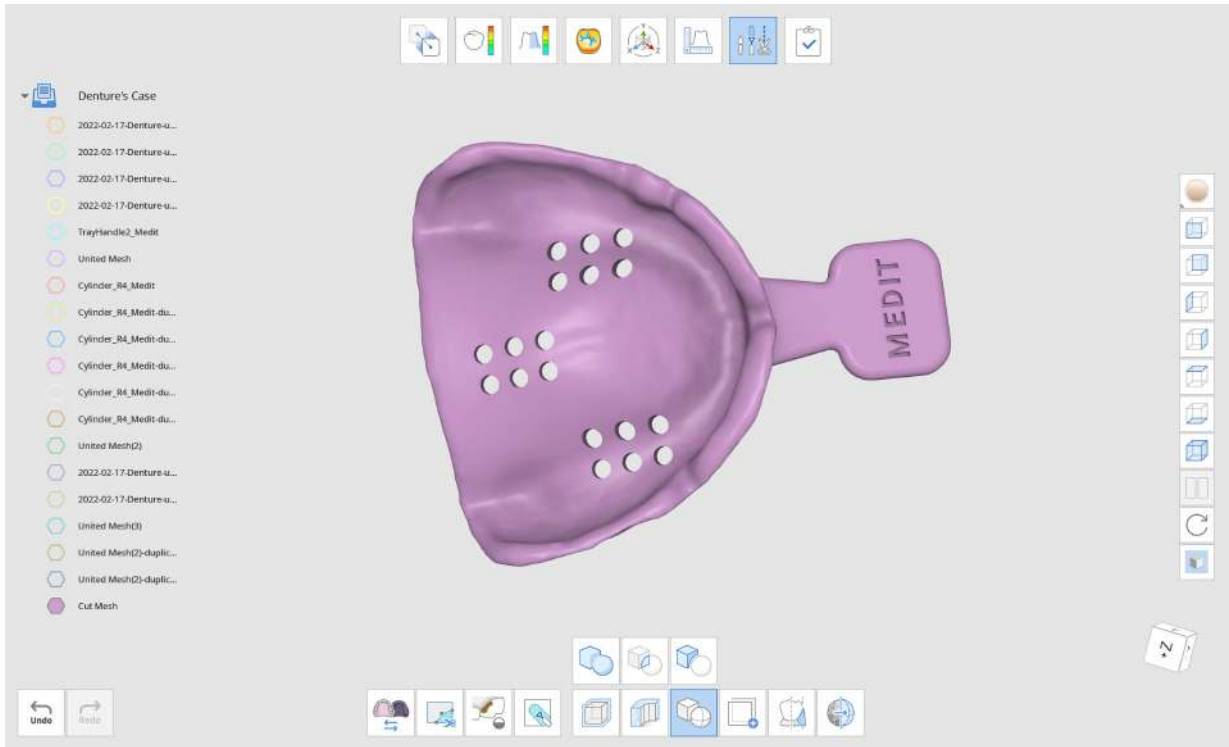 Denture's Case
2022-02-17-Denture-u...
2022-02-17-Denture-u...
2022-02-17-Denture-u...
2022-02-17-Denture-u...
TrayHandle2_Medit
United Mesh
Cylinder_R4_Medit
Cylinder_R4_Medit-du...
Cylinder_R4_Medit-du...
Cylinder_R4_Medit-du...
Cylinder_R4_Medit-du...
Cylinder_R4_Medit-du...
United Mesh(2)
2022-02-17-Denture-u...
2022-02-17-Denture-u...
United Mesh(3)
United Mesh(2)-duplic...
United Mesh(2)-duplic...
Cut Mesh
MEDIT
Z+
Undo
Redo